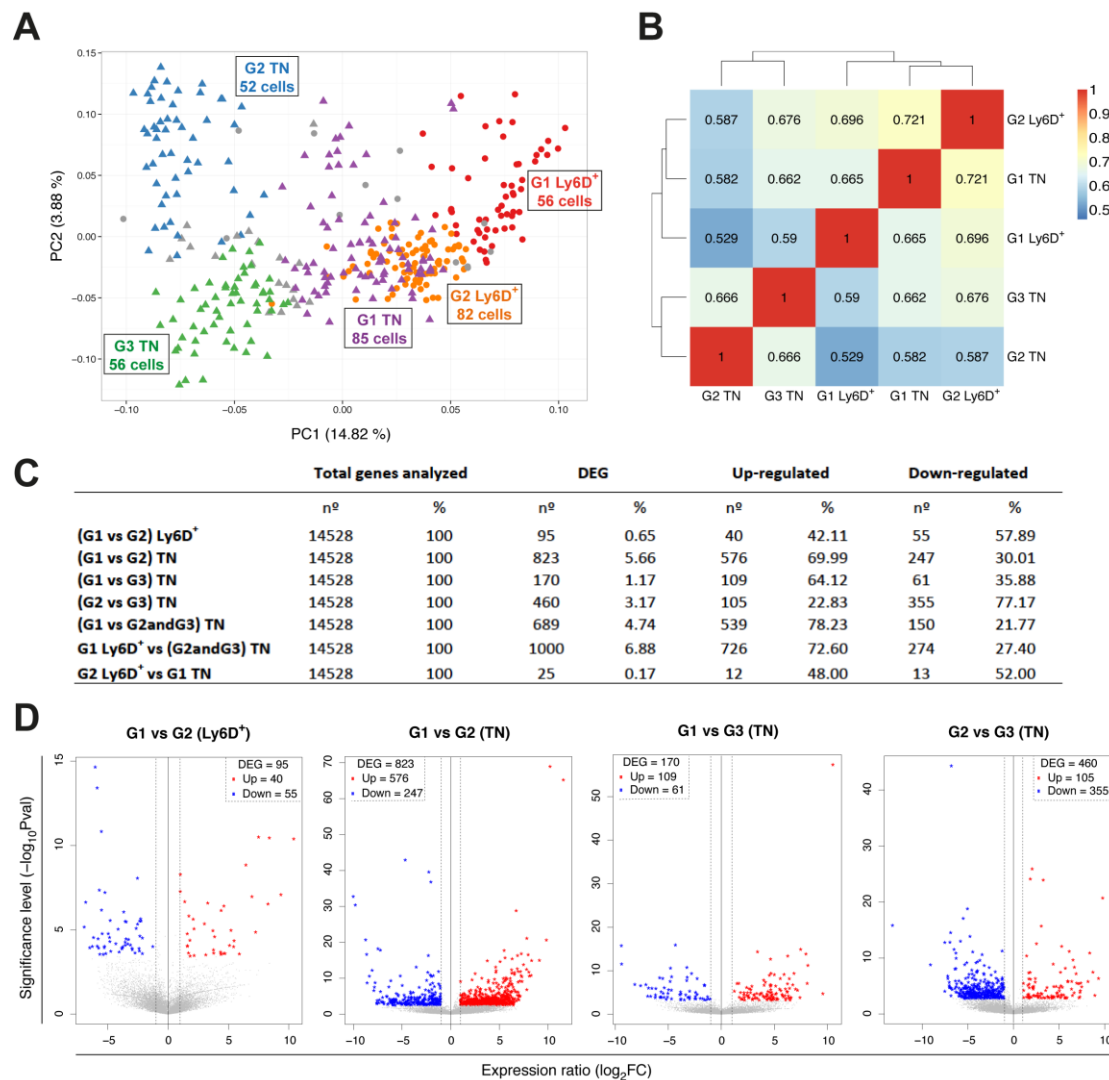 A
G2 TN
52 cells
G1 Ly6D+
56 cells
G2 Ly6D+
82 cells
G1 TN
85 cells
G3 TN
56 cells
0.15
0.10
0.05
0.00
−0.05
−0.10
−0.10 −0.05 0.00 0.05 0.10
PC2 (3.88 %)
PC1 (14.82 %)
B
0.587 0.676 0.696 0.721 1 G2 Ly6D+
0.582 0.662 0.665 1 0.721 G1 TN
0.529 0.59 1 0.665 0.696 G1 Ly6D+
0.666 1 0.59 0.662 0.676 G3 TN
1 0.666 0.529 0.582 0.587 G2 TN
G2 TN G3 TN G1 Ly6D+ G1 TN G2 Ly6D+
1
0.9
0.8
0.7
0.6
0.5
C
Total genes analyzed DEG Up-regulated Down-regulated
nº % nº % nº % nº %
(G1 vs G2) Ly6D+ 14528 100 95 0.65 40 42.11 55 57.89
(G1 vs G2) TN 14528 100 823 5.66 576 69.99 247 30.01
(G1 vs G3) TN 14528 100 170 1.17 109 64.12 61 35.88
(G2 vs G3) TN 14528 100 460 3.17 105 22.83 355 77.17
(G1 vs G2andG3) TN 14528 100 689 4.74 539 78.23 150 21.77
G1 Ly6D+ vs (G2andG3) TN 14528 100 1000 6.88 726 72.60 274 27.40
G2 Ly6D+ vs G1 TN 14528 100 25 0.17 12 48.00 13 52.00
D
Significance level (−log10Pval)
G1 vs G2 (Ly6D+)
DEG = 95
Up = 40
Down = 55
15
10
5
0
−5 0 5 10
G1 vs G2 (TN)
DEG = 823
Up = 576
Down = 247
70
60
50
40
30
20
10
0
−10 −5 0 5 10
G1 vs G3 (TN)
DEG = 170
Up = 109
Down = 61
50
40
30
20
10
0
−10 −5 0 5 10
G2 vs G3 (TN)
DEG = 460
Up = 105
Down = 355
40
30
20
10
0
−10 −5 0 5 10
Expression ratio (log2FC)